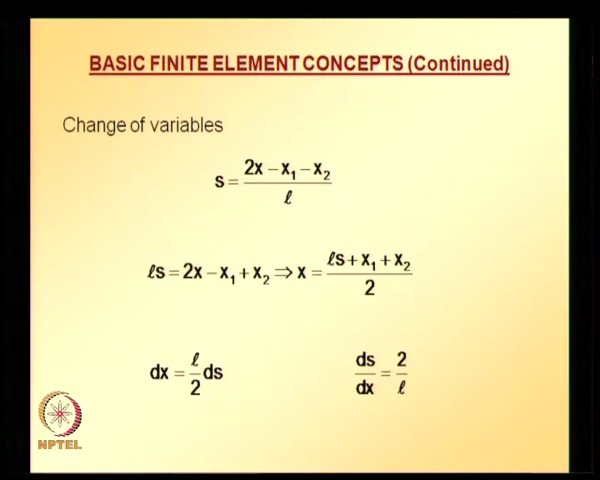 BASIC FINITE ELEMENT CONCEPTS (Continued)
Change of variables
s = (2x − x₁ − x₂) / ℓ
ℓs = 2x − x₁ + x₂ ⇒ x = (ℓs + x₁ + x₂) / 2
dx = ℓ/2 ds    ds/dx = 2/ℓ
NPTEL